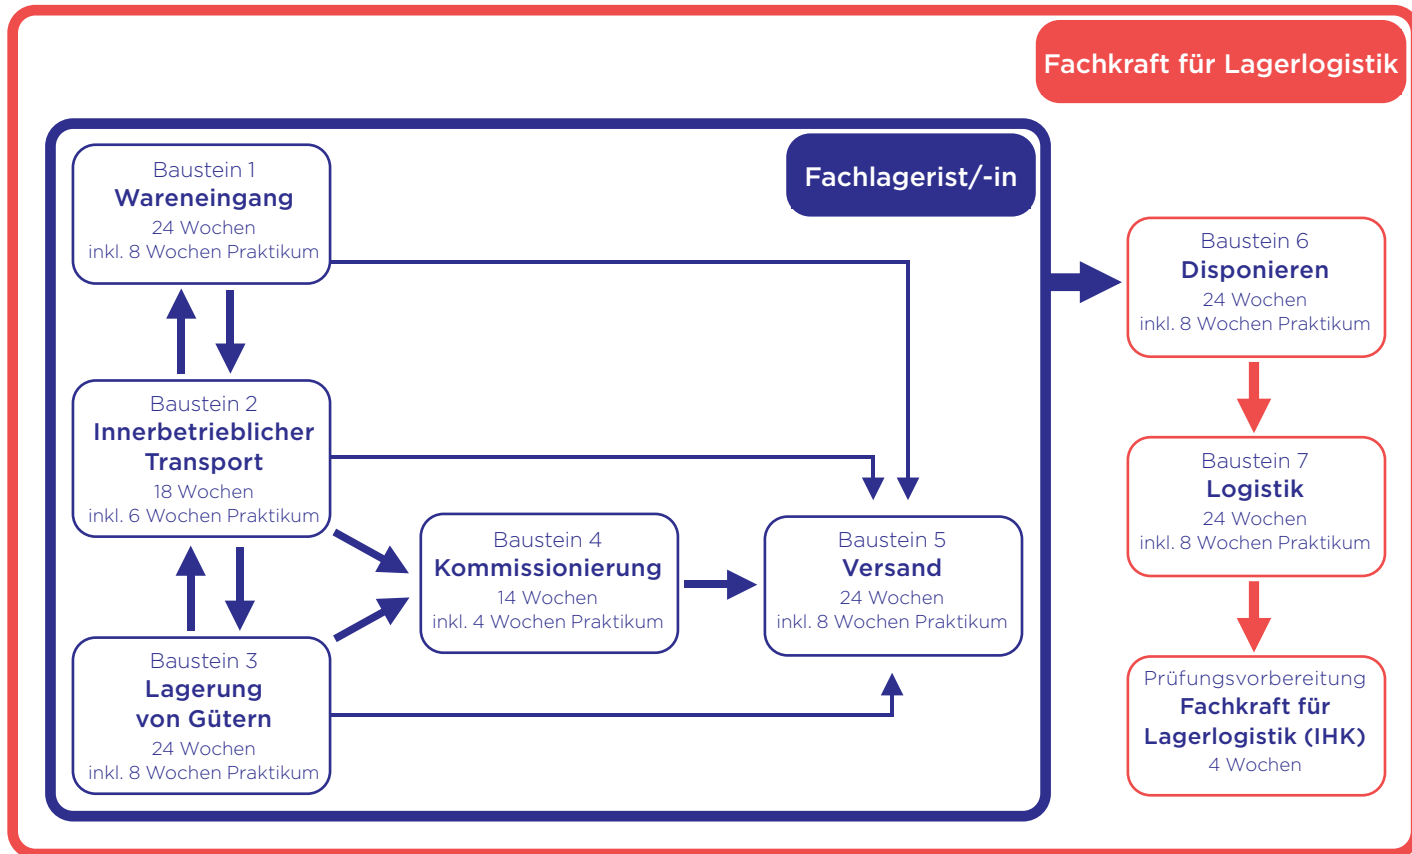 Fachkraft für Lagerlogistik
Fachlagerist/-in
Baustein 1
Wareneingang
24 Wochen
inkl. 8 Wochen Praktikum
Baustein 2
Innerbetrieblicher
Transport
18 Wochen
inkl. 6 Wochen Praktikum
Baustein 3
Lagerung
von Gütern
24 Wochen
inkl. 8 Wochen Praktikum
Baustein 4
Kommissionierung
14 Wochen
inkl. 4 Wochen Praktikum
Baustein 5
Versand
24 Wochen
inkl. 8 Wochen Praktikum
Baustein 6
Disponieren
24 Wochen
inkl. 8 Wochen Praktikum
Baustein 7
Logistik
24 Wochen
inkl. 8 Wochen Praktikum
Prüfungsvorbereitung
Fachkraft für
Lagerlogistik (IHK)
4 Wochen